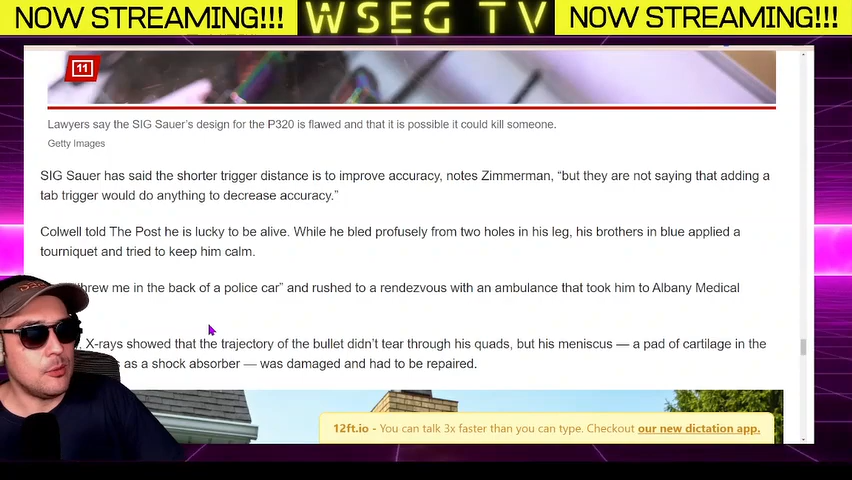 NOW STREAMING!!! WSEG TV NOW STREAMING!!!
11
Lawyers say the SIG Sauer's design for the P320 is flawed and that it is possible it could kill someone.
Getty Images
SIG Sauer has said the shorter trigger distance is to improve accuracy, notes Zimmerman, “but they are not saying that adding a
tab trigger would do anything to decrease accuracy.”
Colwell told The Post he is lucky to be alive. While he bled profusely from two holes in his leg, his brothers in blue applied a
tourniquet and tried to keep him calm.
threw me in the back of a police car” and rushed to a rendezvous with an ambulance that took him to Albany Medical
X-rays showed that the trajectory of the bullet didn’t tear through his quads, but his meniscus — a pad of cartilage in the
as a shock absorber — was damaged and had to be repaired.
12ft.io - You can talk 3x faster than you can type. Checkout our new dictation app.